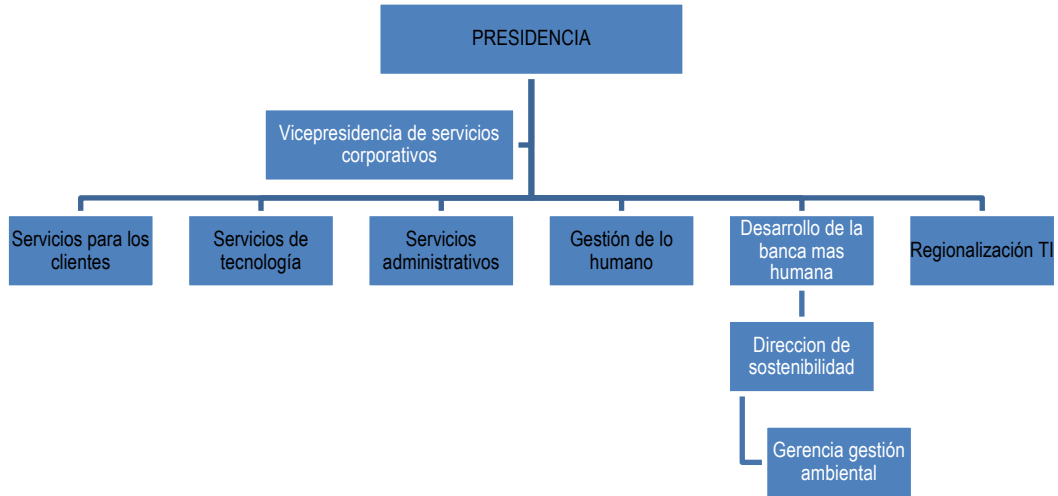 PRESIDENCIA
Vicepresidencia de servicios
corporativos
Servicios para los
clientes
Servicios de
tecnología
Servicios
administrativos
Gestión de lo
humano
Desarrollo de la
banca mas
humana
Regionalización TI
Direccion de
sostenibilidad
Gerencia gestión
ambiental